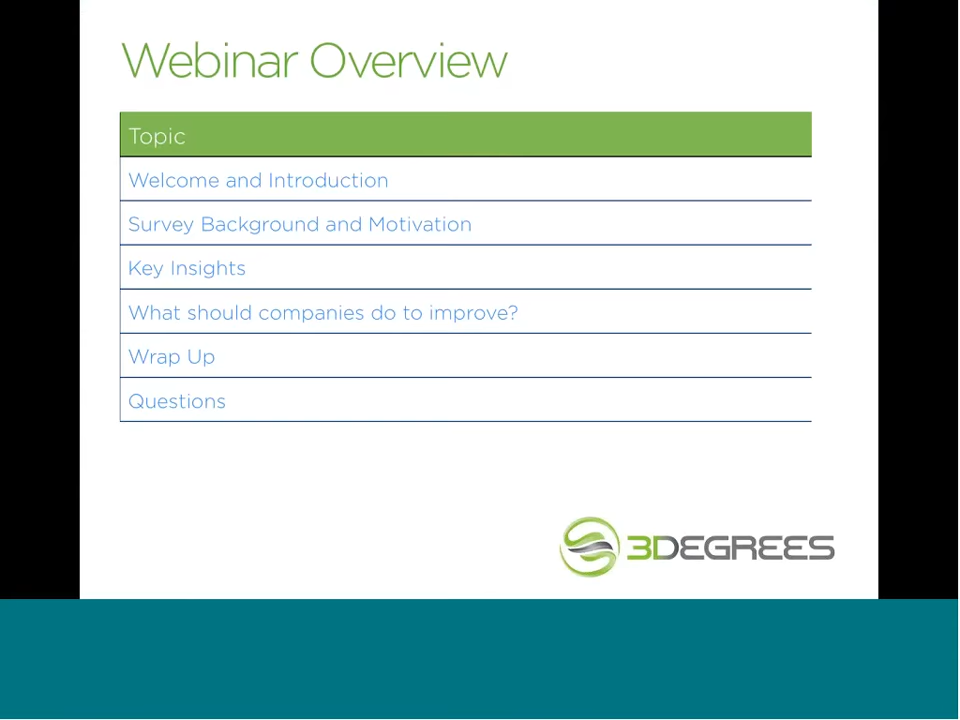 Webinar Overview
Topic
Welcome and Introduction
Survey Background and Motivation
Key Insights
What should companies do to improve?
Wrap Up
Questions
3DEGREES